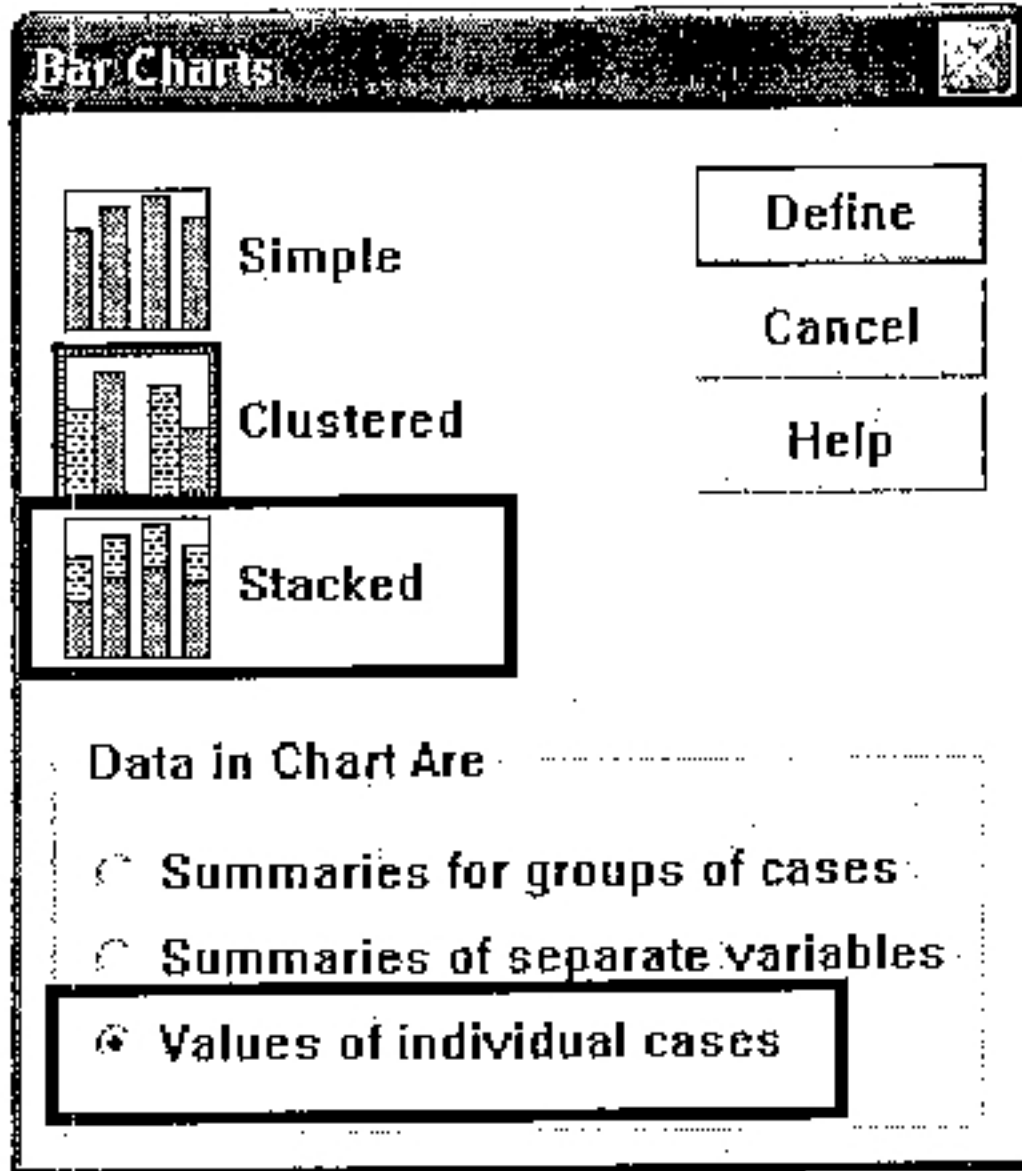 Bar Charts
Simple
Define
Cancel
Clustered
Help
Stacked
Data in Chart Are
Summaries for groups of cases
Summaries of separate variables
Values of individual cases